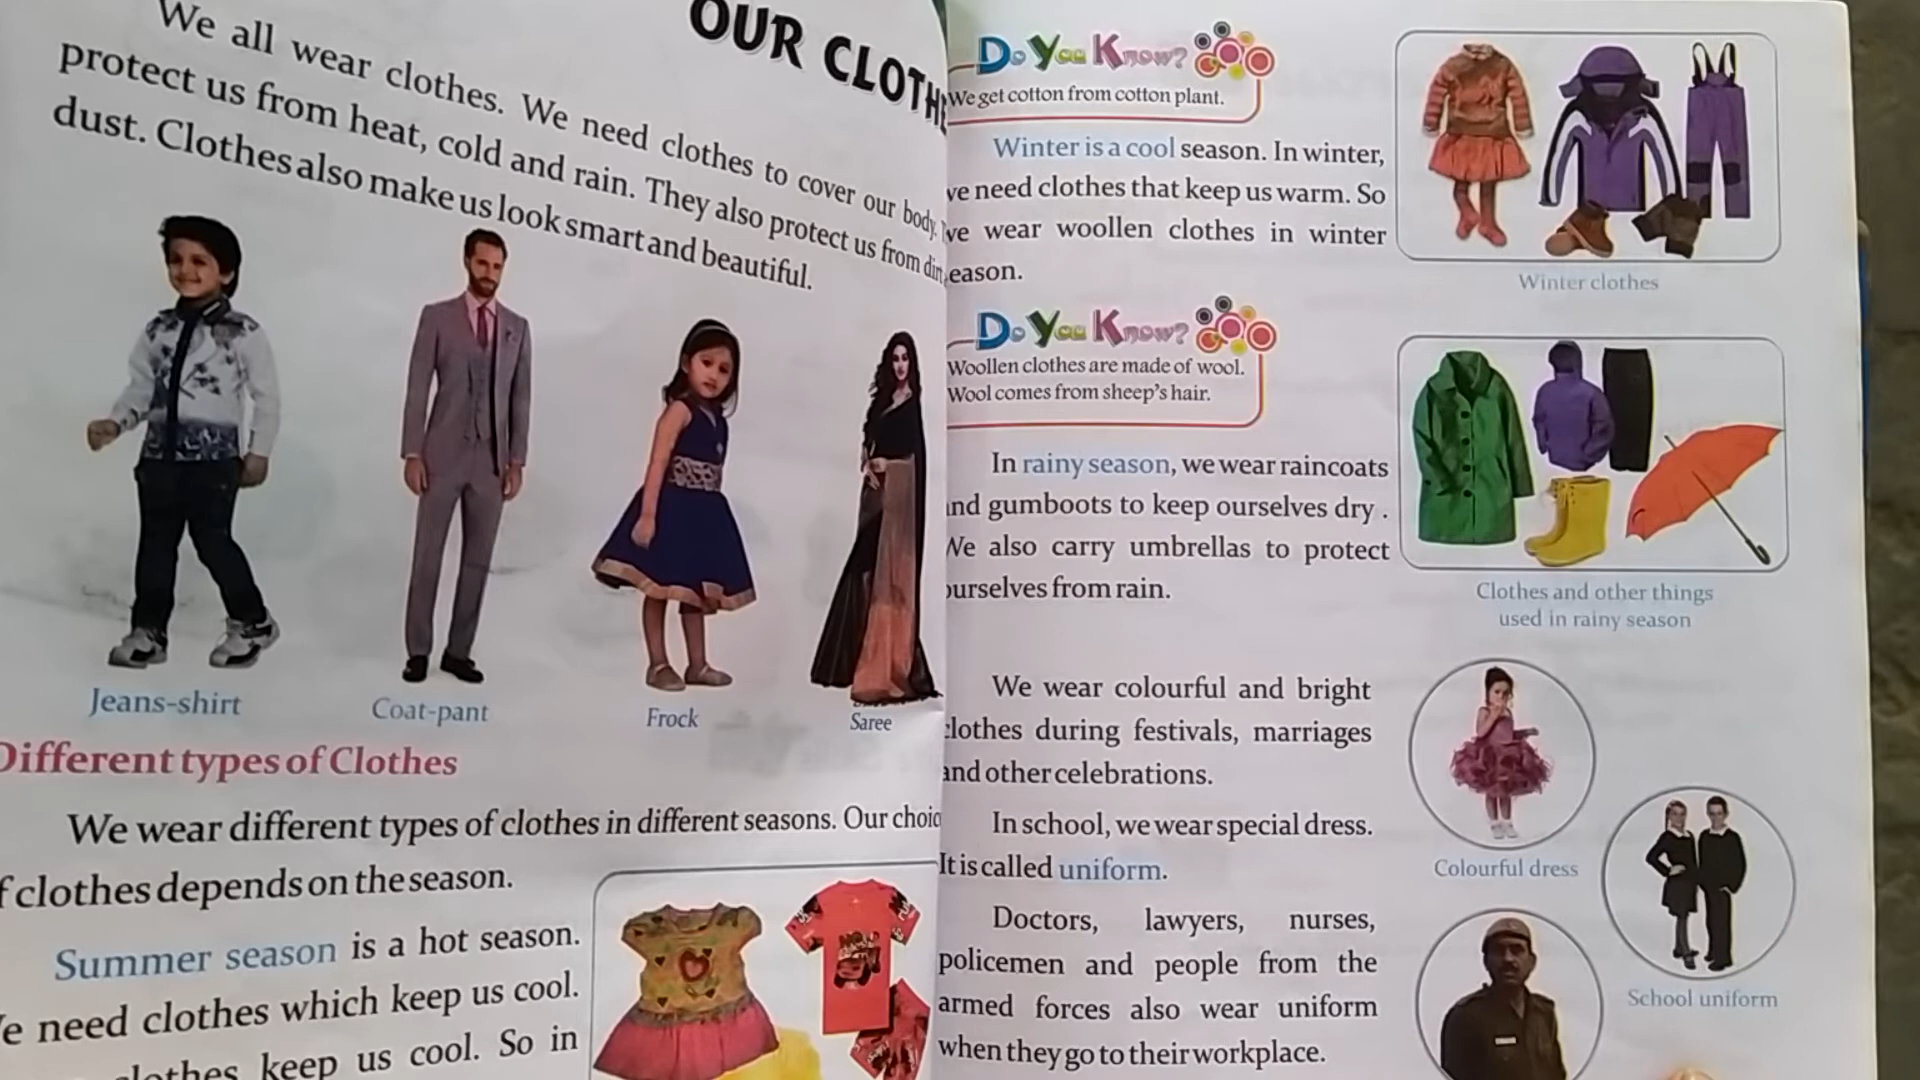 OUR CLOTHE
We all wear clothes. We need clothes to cover our body.
protect us from heat, cold and rain. They also protect us from dirt
dust. Clothes also make us look smart and beautiful.
Jeans-shirt
Coat-pant
Frock
Saree
Different types of Clothes
We wear different types of clothes in different seasons. Our
clothes depends on the season.
Summer season is a hot season.
need clothes which keep us cool.
clothes keep us cool. So in
Do You Know?
We get cotton from cotton plant.
Winter is a cool season. In winter,
we need clothes that keep us warm. So
we wear woollen clothes in winter
eason.
Winter clothes
Do You Know?
Woollen clothes are made of wool.
Wool comes from sheep's hair.
In rainy season, we wear raincoats
and gumboots to keep ourselves dry .
We also carry umbrellas to protect
ourselves from rain.
Clothes and other things
used in rainy season
We wear colourful and bright
clothes during festivals, marriages
and other celebrations.
Colourful dress
In school, we wear special dress.
It is called uniform.
School uniform
Doctors, lawyers, nurses,
policemen and people from the
armed forces also wear uniform
when they go to their workplace.